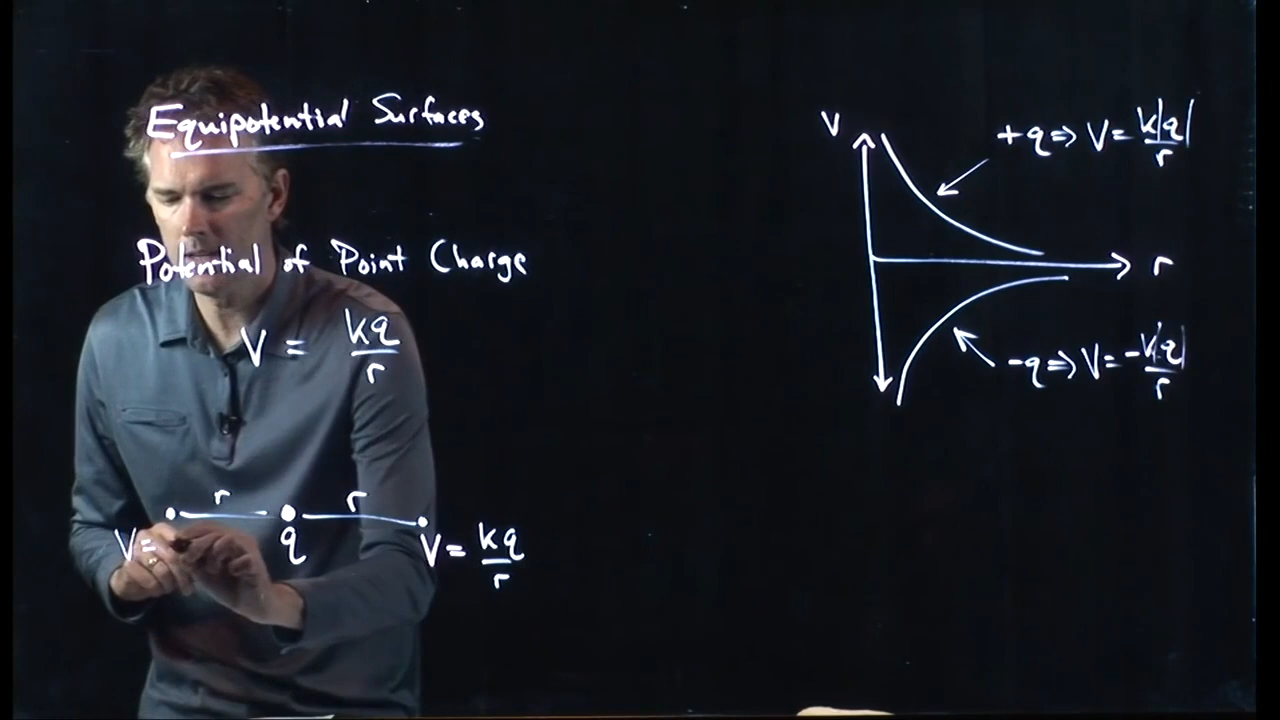 Equipotential Surfaces
Potential of Point Charge
V = kq/r
r r
q
V =
V = kq/r
V
+q ⇒ V = k|q|/r
r
-q ⇒ V = -k|q|/r